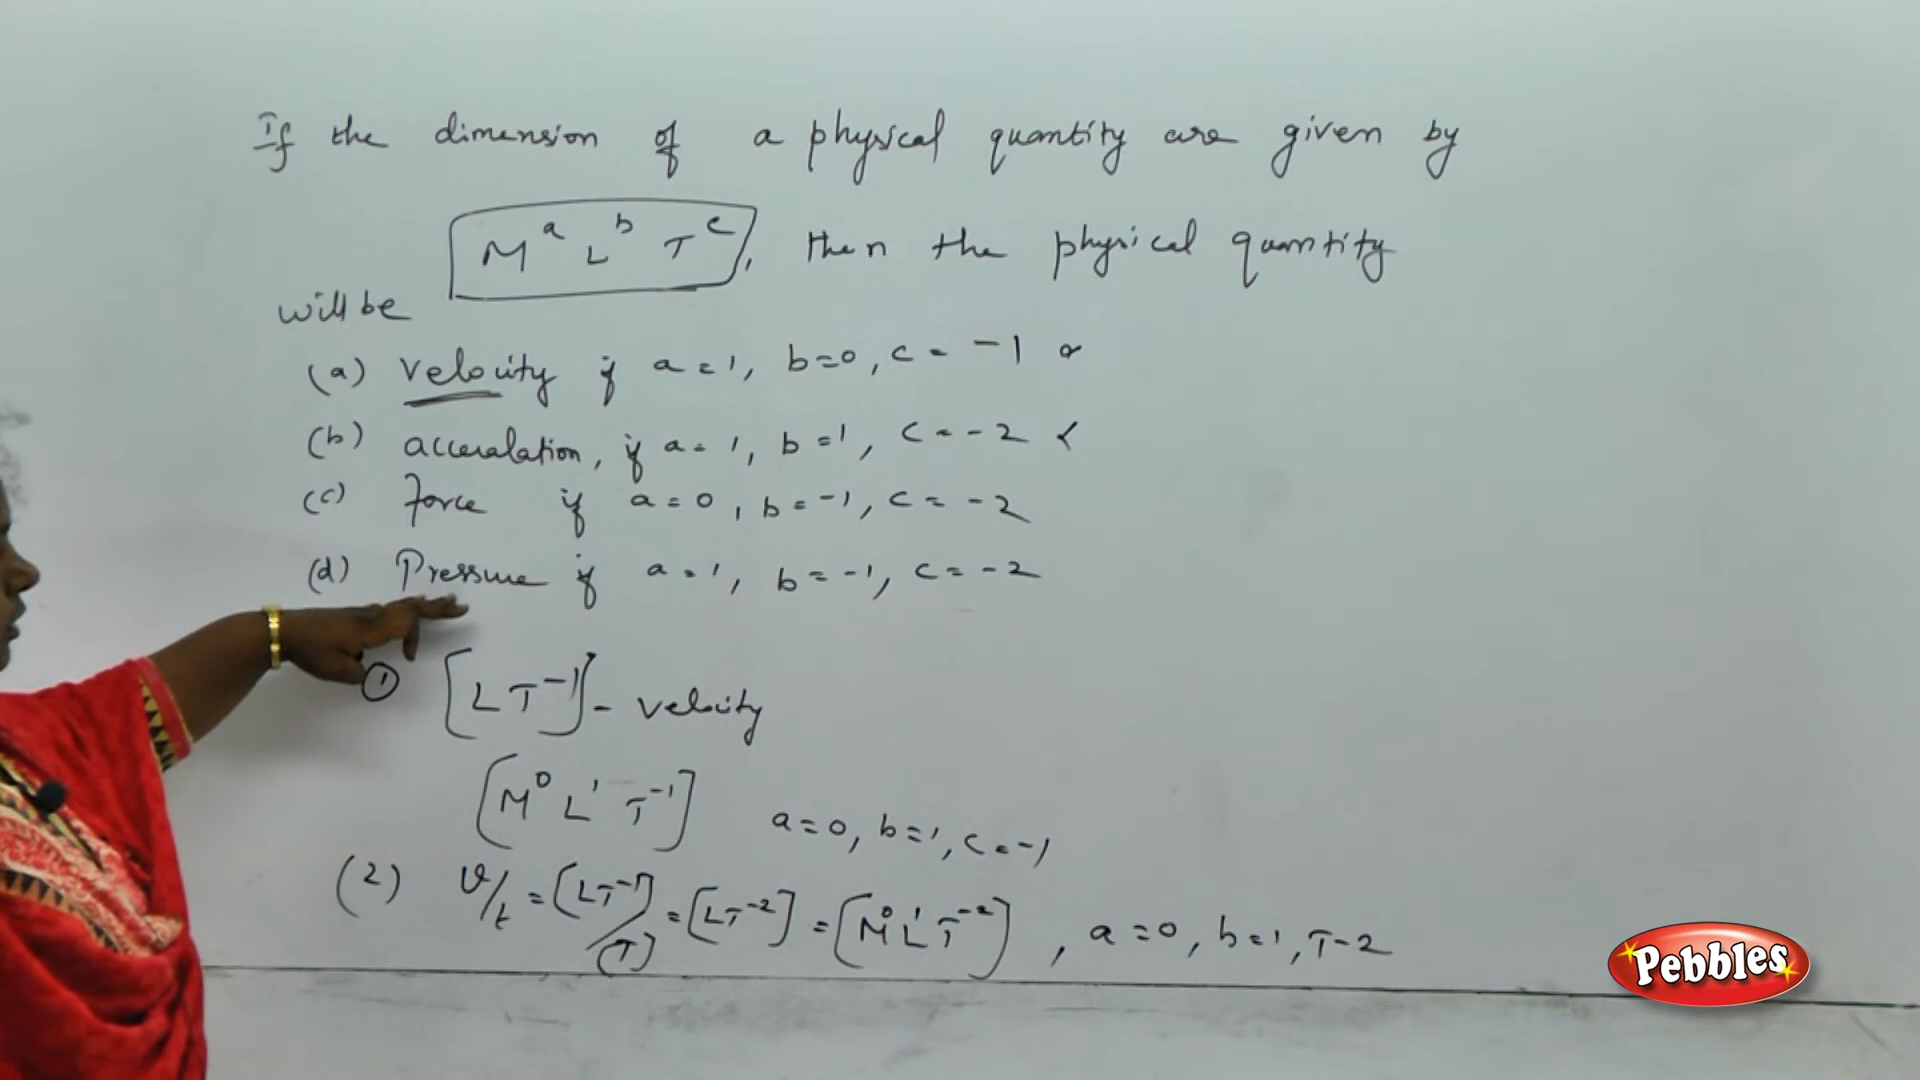 If the dimension of a physical quantity are given by
M^a L^b T^c, then the physical quantity
will be
(a) velocity if a=1, b=0, c=-1
(b) acceralation, if a=1, b=1, c=-2
(c) Force if a=0, b=-1, c=-2
(d) Pressure if a=1, b=-1, c=-2
① [LT^-1] - velocity
[M^0 L^1 T^-1] a=0, b=1, c=-1
(2) v/t = [LT^-1]/(T) = [LT^-2] = [M^0 L^1 T^-2], a=0, b=1, T-2
Pebbles